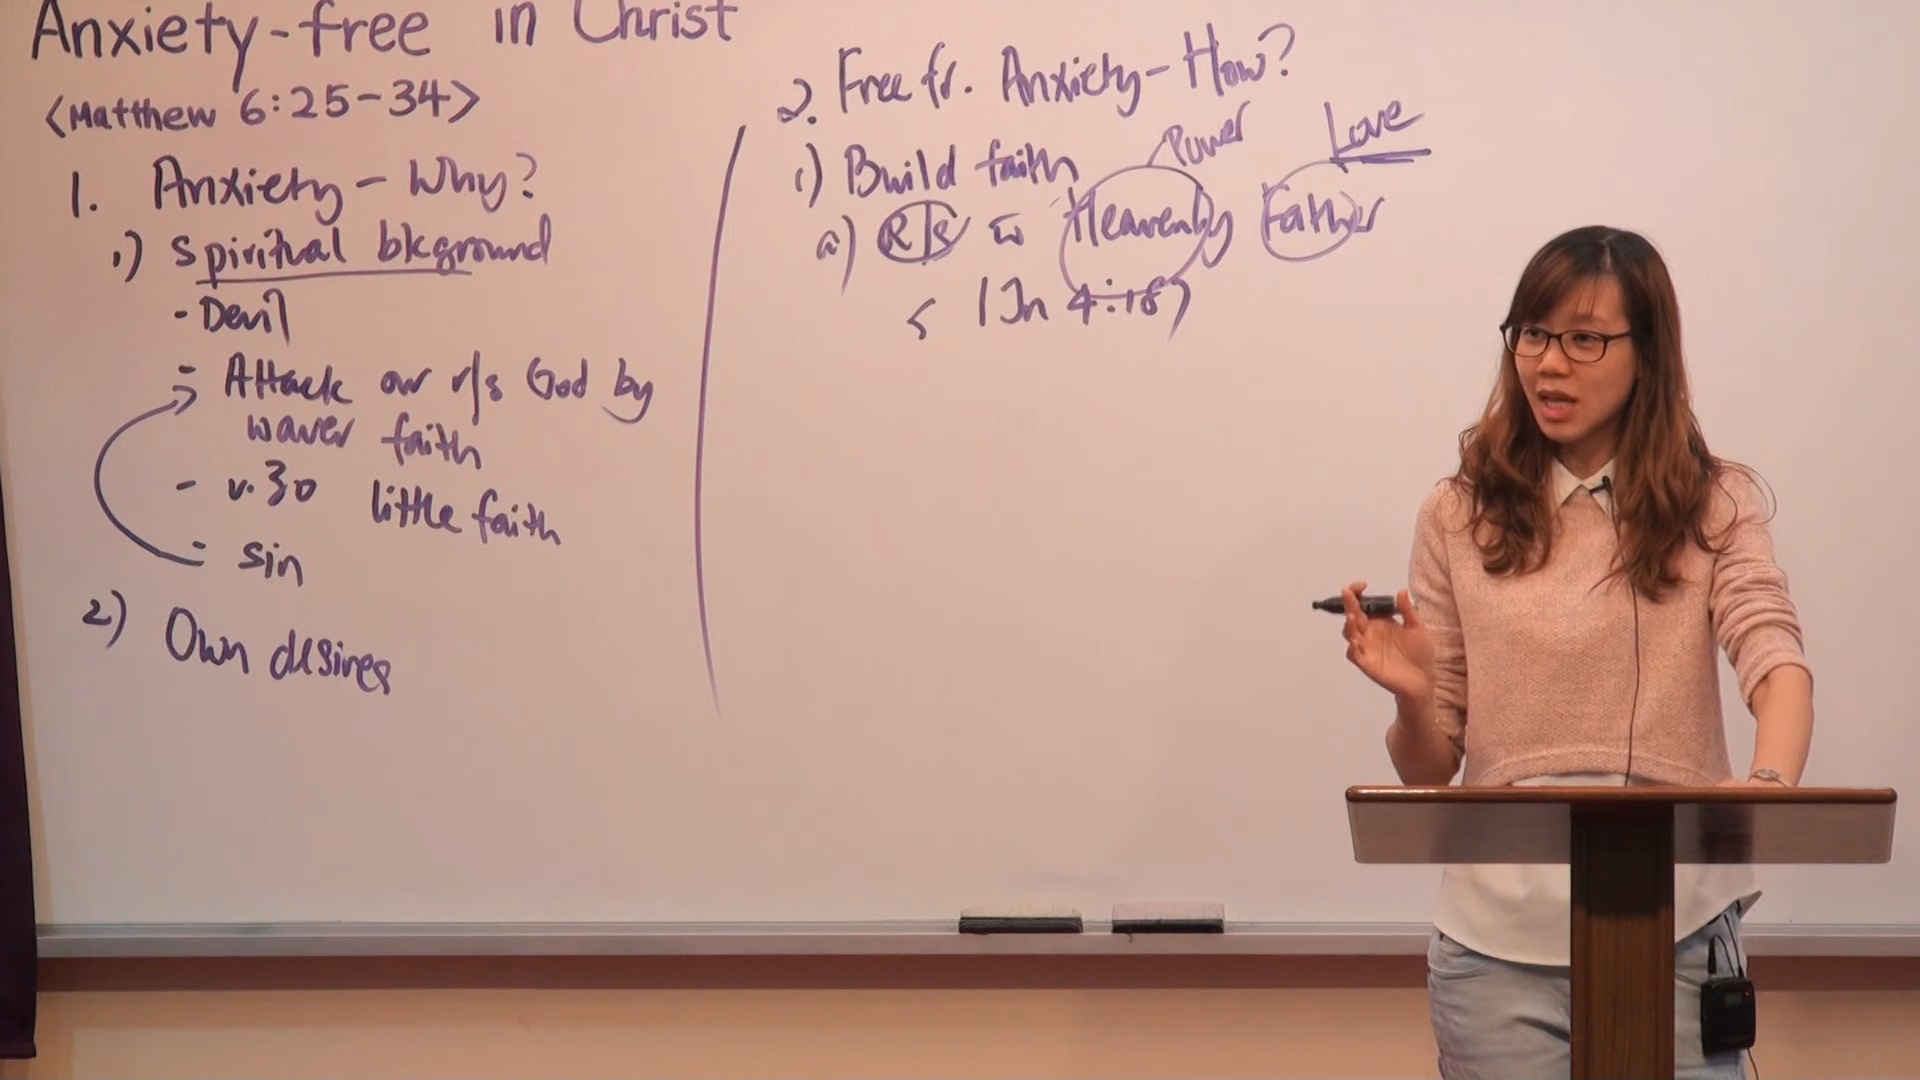 Anxiety-free in Christ
<Matthew 6:25-34>
1. Anxiety - Why?
1) Spiritual bkground
- Devil
- Attack our r/s God by
waver faith
- v.30 little faith
- sin
2) Own desires
2. Free fr. Anxiety - How?
1) Build faith
Power
Love
a) R/S w Heavenly Father
< 1Jn 4:18>